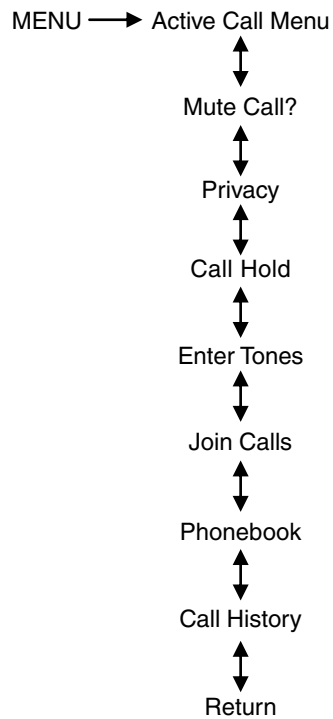 MENU Active Call Menu
Mute Call?
Privacy
Call Hold
Enter Tones
Join Calls
Phonebook
Call History
Return